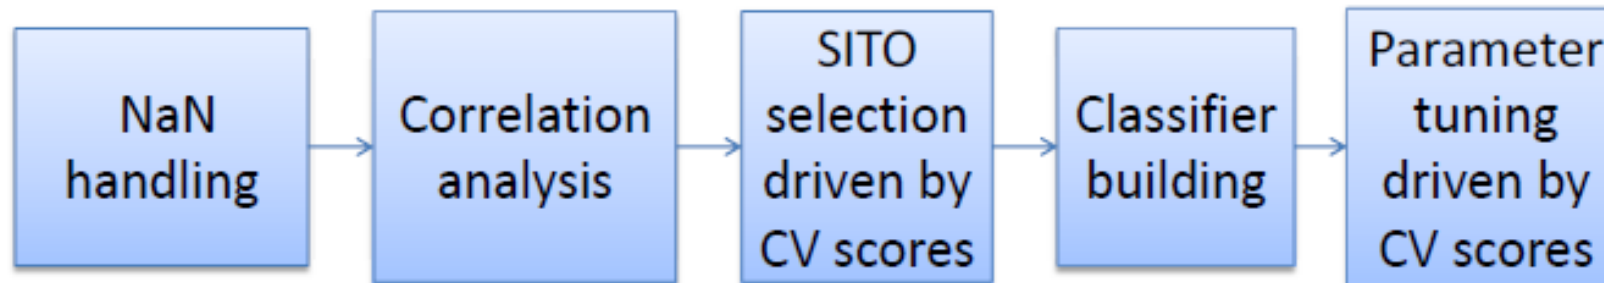 NaN
handling
Correlation
analysis
SITO
selection
driven by
CV scores
Classifier
building
Parameter
tuning
driven by
CV scores